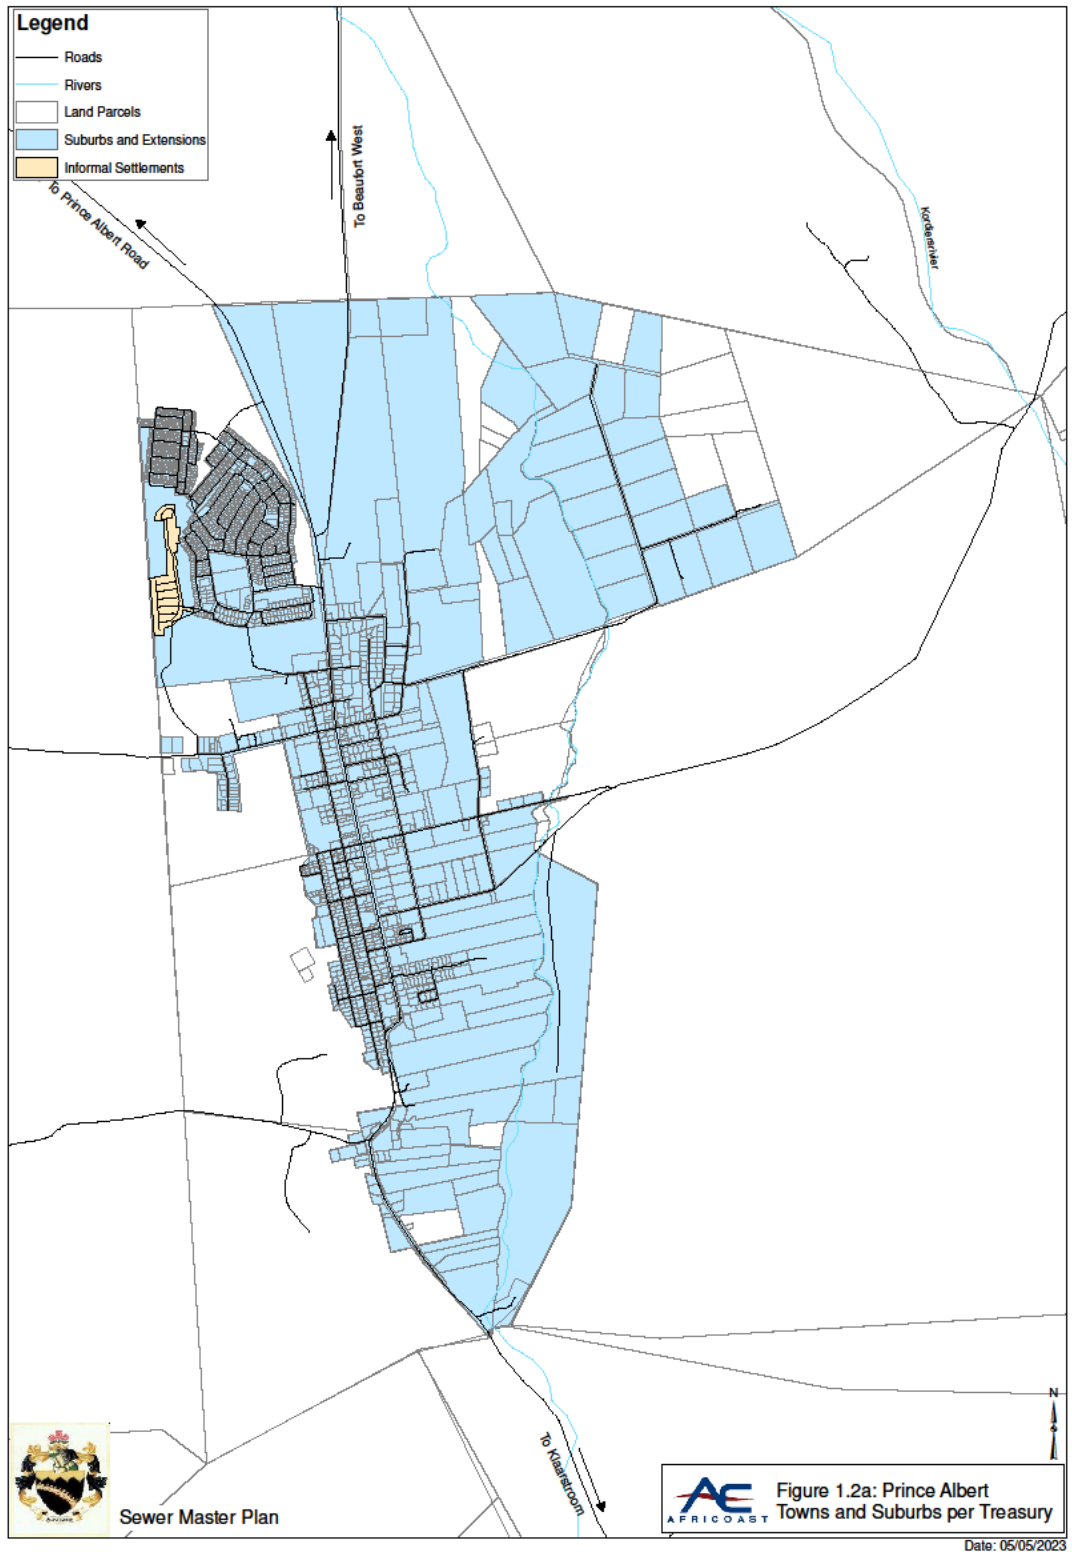 Legend
Roads
Rivers
Land Parcels
Suburbs and Extensions
Informal Settlements
To Prince Albert Road
To Beaufort West
Kordiersrivier
To Klaarstroom
N
Sewer Master Plan
AFRICOAST
Figure 1.2a: Prince Albert
Towns and Suburbs per Treasury
Date: 05/05/2023